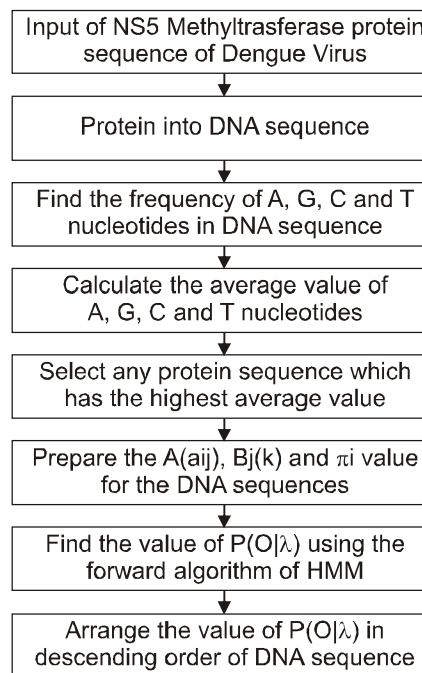 Input of NS5 Methyltrasferase protein
sequence of Dengue Virus
Protein into DNA sequence
Find the frequency of A, G, C and T
nucleotides in DNA sequence
Calculate the average value of
A, G, C and T nucleotides
Select any protein sequence which
has the highest average value
Prepare the A(aij), Bj(k) and πi value
for the DNA sequences
Find the value of P(O|λ) using the
forward algorithm of HMM
Arrange the value of P(O|λ) in
descending order of DNA sequence